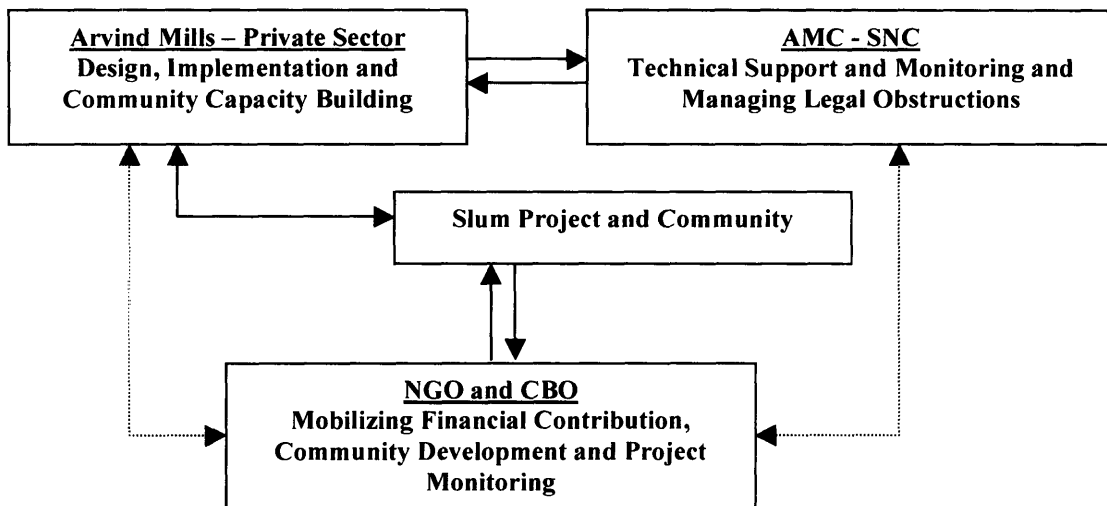 Arvind Mills – Private Sector
Design, Implementation and
Community Capacity Building
AMC - SNC
Technical Support and Monitoring and
Managing Legal Obstructions
Slum Project and Community
NGO and CBO
Mobilizing Financial Contribution,
Community Development and Project
Monitoring